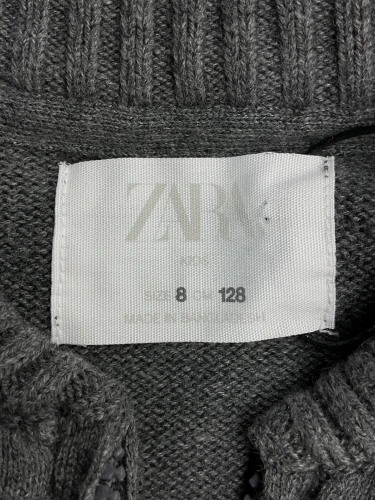 ZARA
KIDS
SIZE 8 CM 128
MADE IN BANGLADESH